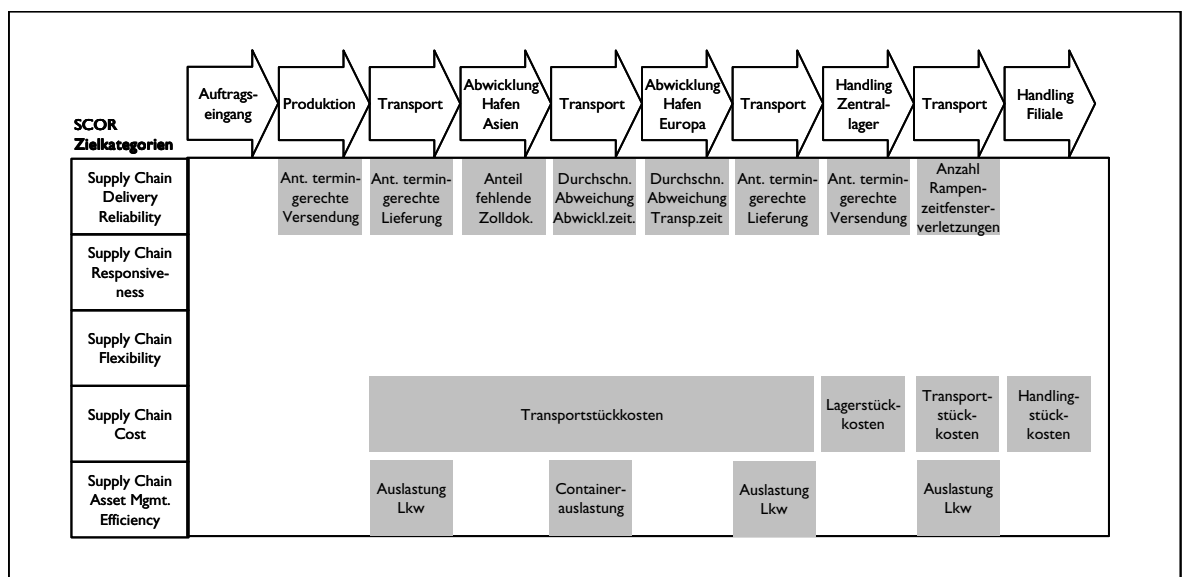 Auftrags-
eingang
Produktion
Transport
Abwicklung
Hafen
Asien
Transport
Abwicklung
Hafen
Europa
Transport
Handling
Zentral-
lager
Transport
Handling
Filiale
SCOR
Zielkategorien
Supply Chain
Delivery
Reliability
Ant. termin-
gerechte
Versendung
Ant. termin-
gerechte
Lieferung
Anteil
fehlende
Zolldok.
Durchschn.
Abweichung
Abwickl.zeit.
Durchschn.
Abweichung
Transp.zeit
Ant. termin-
gerechte
Lieferung
Ant. termin-
gerechte
Versendung
Anzahl
Rampen-
zeitfenster-
verletzungen
Supply Chain
Responsive-
ness
Supply Chain
Flexibility
Supply Chain
Cost
Transportstückkosten
Lagerstück-
kosten
Transport-
stück-
kosten
Handling-
stück-
kosten
Supply Chain
Asset Mgmt.
Efficiency
Auslastung
Lkw
Container-
auslastung
Auslastung
Lkw
Auslastung
Lkw